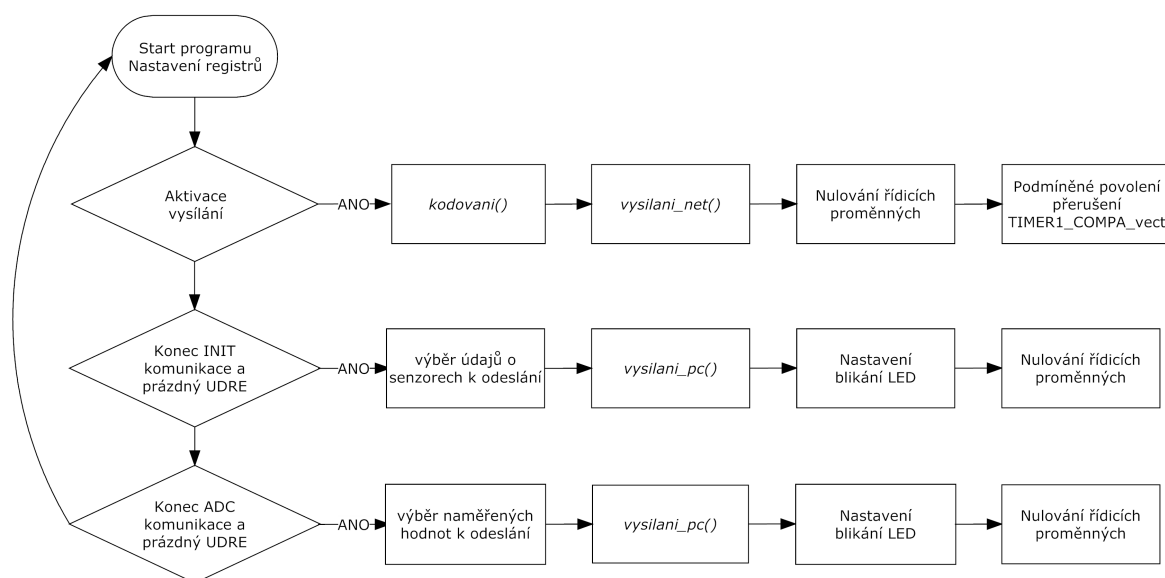 Start programu
Nastavení registrů
Aktivace
vysílání
ANO
kodovani()
vysilani_net()
Nulování řídicích
proměnných
Podmíněné povolení
přerušení
TIMER1_COMPA_vect
Konec INIT
komunikace a
prázdný UDRE
ANO
výběr údajů o
senzorech k odeslání
vysilani_pc()
Nastavení
blikání LED
Nulování řídicích
proměnných
Konec ADC
komunikace a
prázdný UDRE
ANO
výběr naměřených
hodnot k odeslání
vysilani_pc()
Nastavení
blikání LED
Nulování řídicích
proměnných